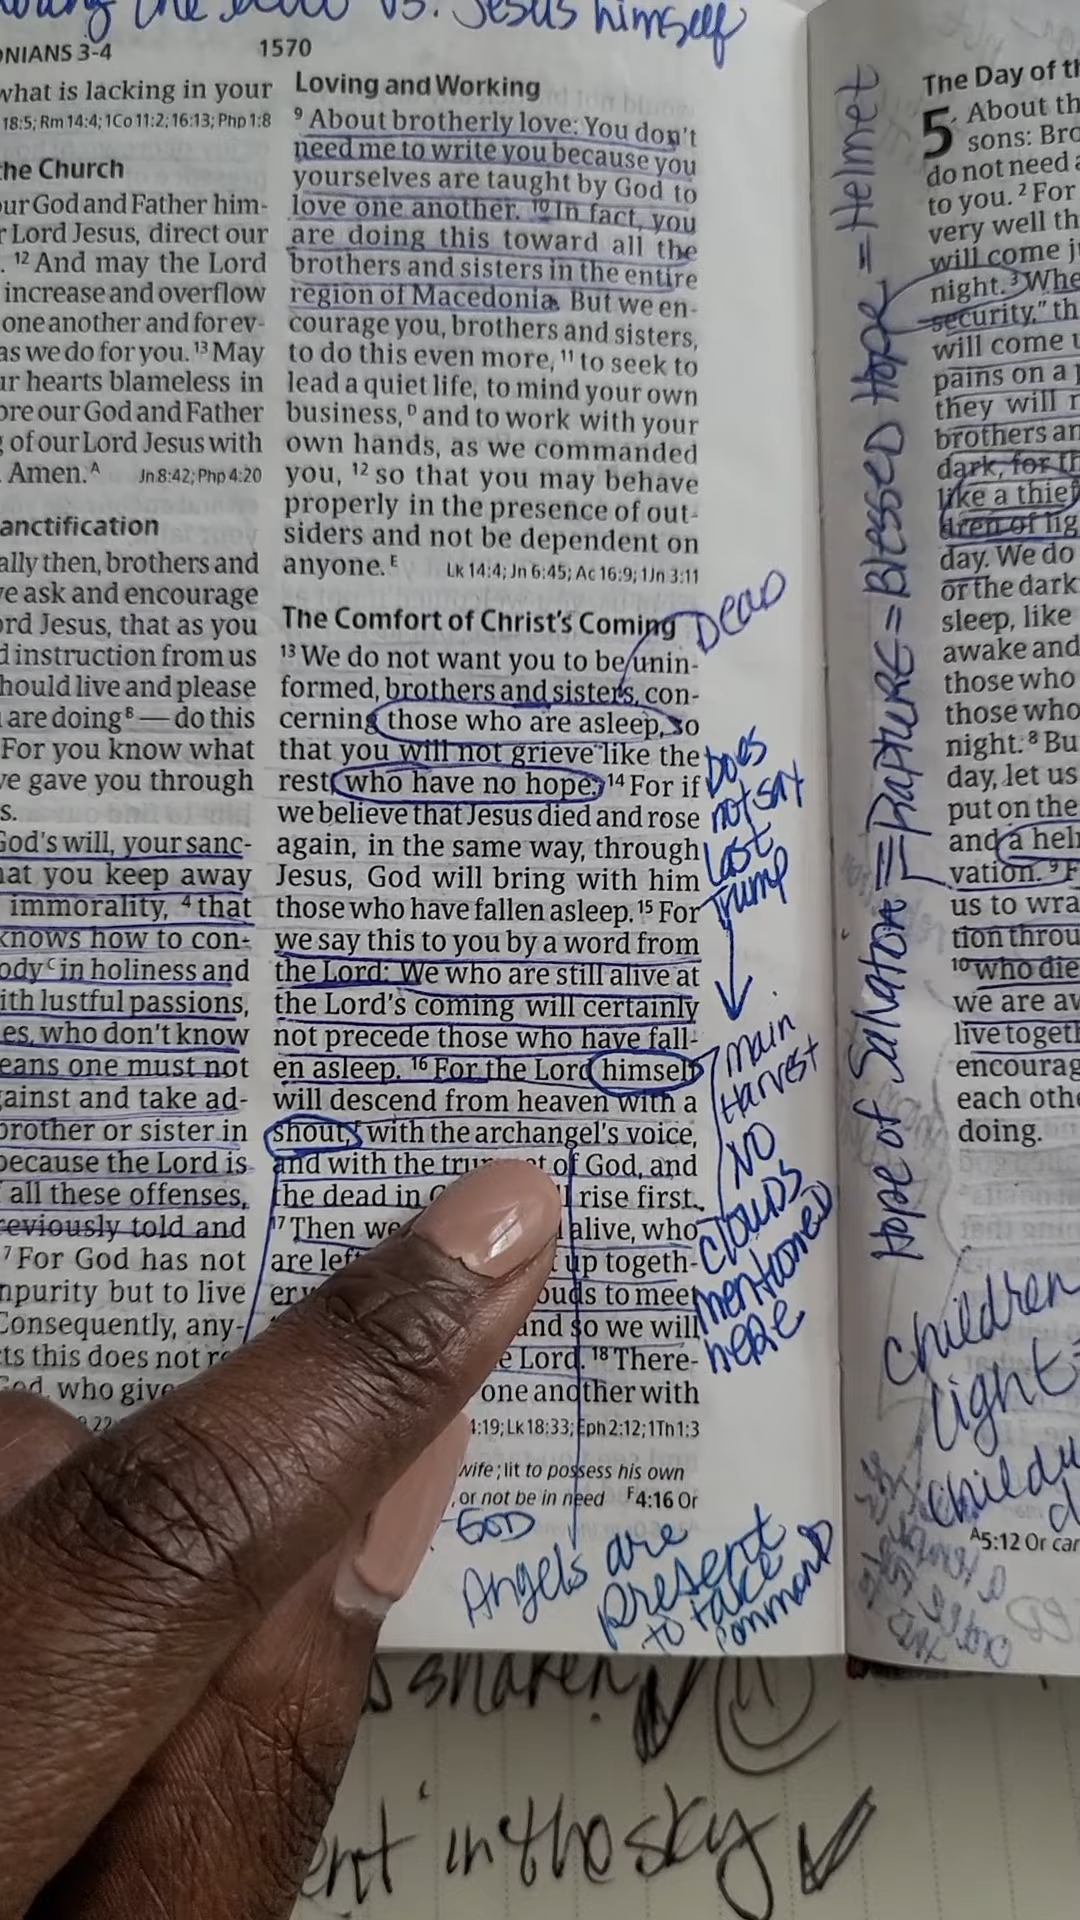 the dead vs. Jesus himself
ONIANS 3-4
1570
what is lacking in your
18:5; Rm 14:4; 1Co 11:2; 16:13; Php 1:8
the Church
our God and Father him-
r Lord Jesus, direct our
. 12 And may the Lord
increase and overflow
one another and for ev-
as we do for you. 13 May
ur hearts blameless in
ore our God and Father
g of our Lord Jesus with
. Amen. A Jn 8:42; Php 4:20
anctification
ally then, brothers and
ve ask and encourage
ord Jesus, that as you
d instruction from us
hould live and please
are doing B — do this
For you know what
ve gave you through
s.
God's will, your sanc-
hat you keep away
immorality, 4 that
knows how to con-
ody C in holiness and
ith lustful passions,
es, who don't know
eans one must not
gainst and take ad-
brother or sister in
because the Lord is
f all these offenses,
reviously told and
7 For God has not
npurity but to live
Consequently, any-
cts this does not re
God, who give
Loving and Working
9 About brotherly love: You don't
need me to write you because you
yourselves are taught by God to
love one another. 10 In fact, you
are doing this toward all the
brothers and sisters in the entire
region of Macedonia. But we en-
courage you, brothers and sisters,
to do this even more, 11 to seek to
lead a quiet life, to mind your own
business, D and to work with your
own hands, as we commanded
you, 12 so that you may behave
properly in the presence of out-
siders and not be dependent on
anyone. E Lk 14:4; Jn 6:45; Ac 16:9; 1Jn 3:11
The Comfort of Christ's Coming
13 We do not want you to be unin-
formed, brothers and sisters, con-
cerning those who are asleep, so
that you will not grieve like the
rest, who have no hope. 14 For if
we believe that Jesus died and rose
again, in the same way, through
Jesus, God will bring with him
those who have fallen asleep. 15 For
we say this to you by a word from
the Lord: We who are still alive at
the Lord's coming will certainly
not precede those who have fall-
en asleep. 16 For the Lord himself
will descend from heaven with a
shout, F with the archangel's voice,
and with the trumpet of God, and
the dead in C rise first.
17 Then we alive, who
are left up togeth-
er ouds to meet
and so we will
e Lord. 18 There-
one another with
4:19; Lk 18:33; Eph 2:12; 1Th 1:3
wife; lit to possess his own
, or not be in need F 4:16 Or
Dead
Does
not say
Last
Trump
main
Harvest
NO
clouds
mentioned
here
GOD
Angels are
present
to take
command
Hope of Salvation = Rapture = Blessed Hope = Helmet
The Day of th
5 About th
sons: Bro
do not need a
to you. 2 For
very well th
will come j
night. 3 Whe
security," th
will come u
pains on a p
they will n
brothers an
dark, for th
like a thief
dren of lig
day. We do
or the dark
sleep, like
awake and
those who
those who
night. 8 Bu
day, let us
put on the
and a hel
vation. 9 F
us to wra
tion throu
10 who die
we are aw
live togeth
encourag
each othe
doing.
children
light
A 5:12 Or car
in the sky